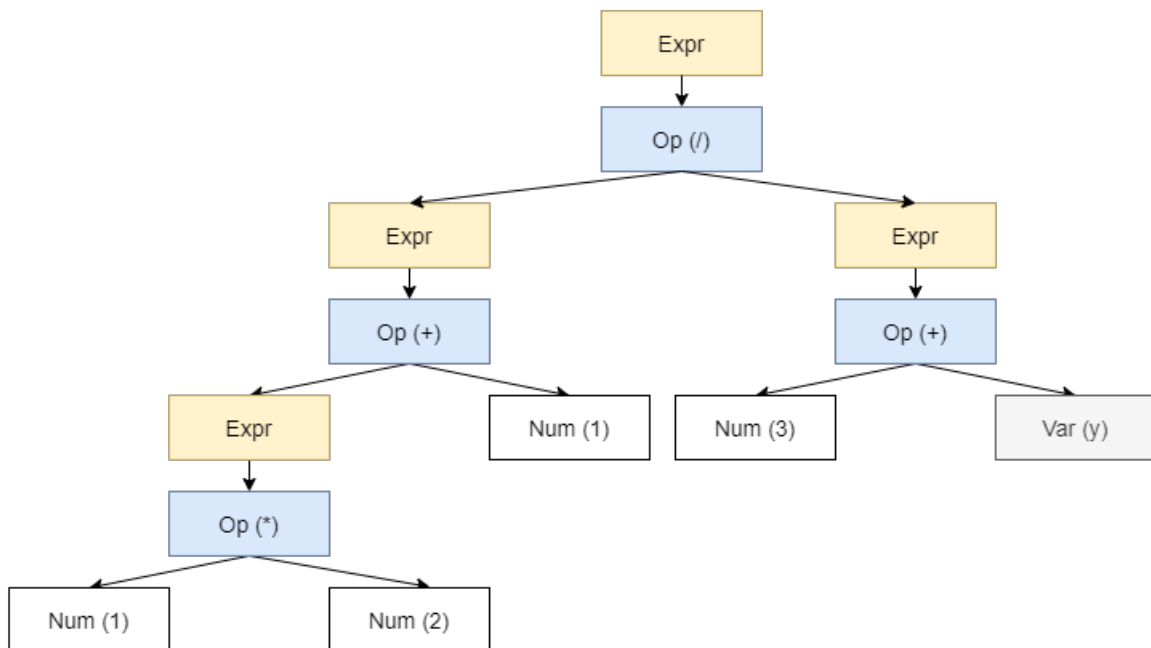 Expr
Op (/)
Expr
Expr
Op (+)
Op (+)
Expr
Num (1)
Num (3)
Var (y)
Op (*)
Num (1)
Num (2)